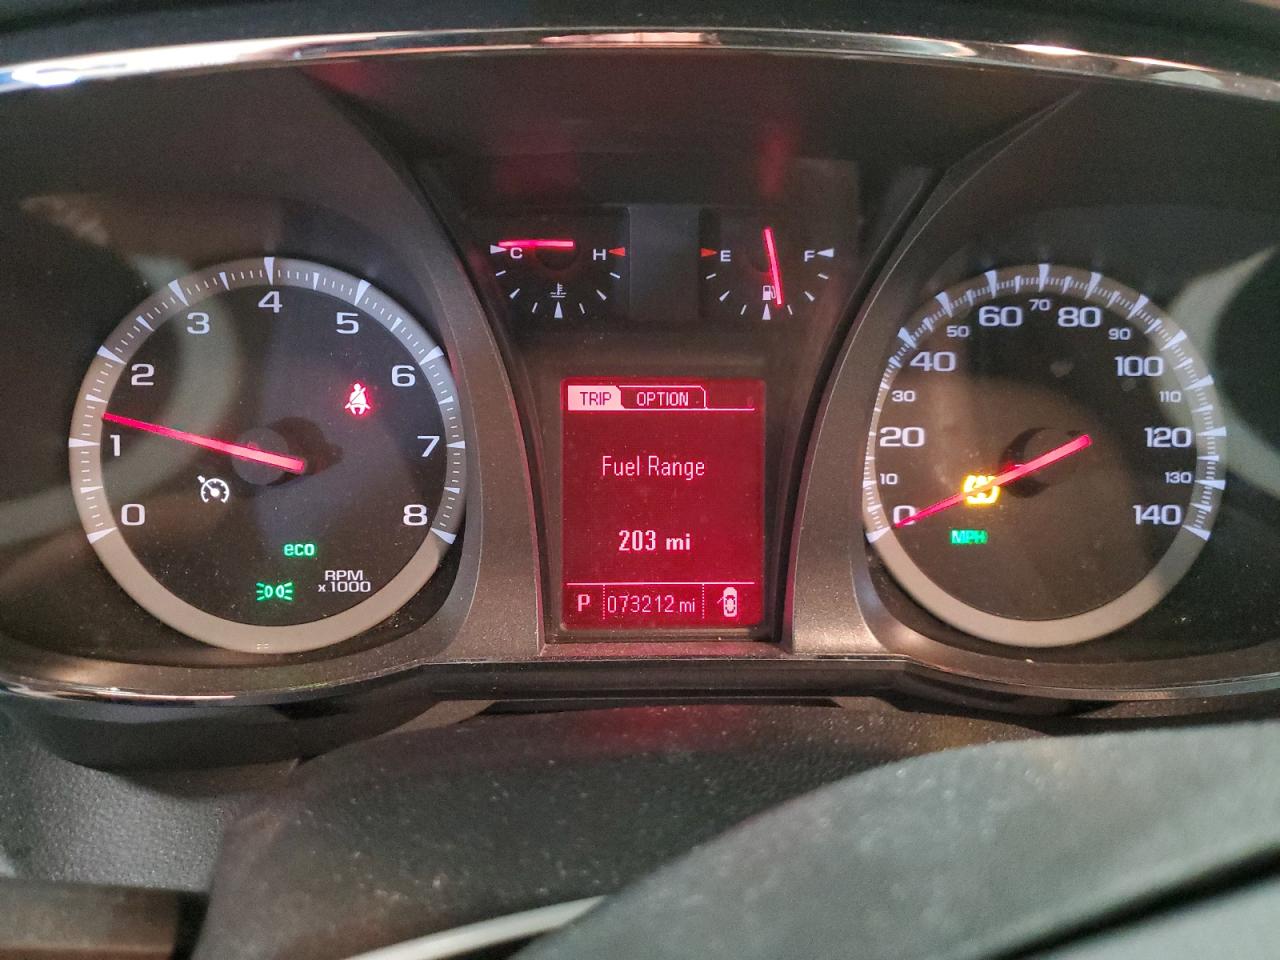 C H
E F
TRIP OPTION
Fuel Range
203 mi
P 073212 mi
0 1 2 3 4 5 6 7 8
eco
RPM
x1000
0 10 20 30 40 50 60 70 80 90 100 110 120 130 140
MPH